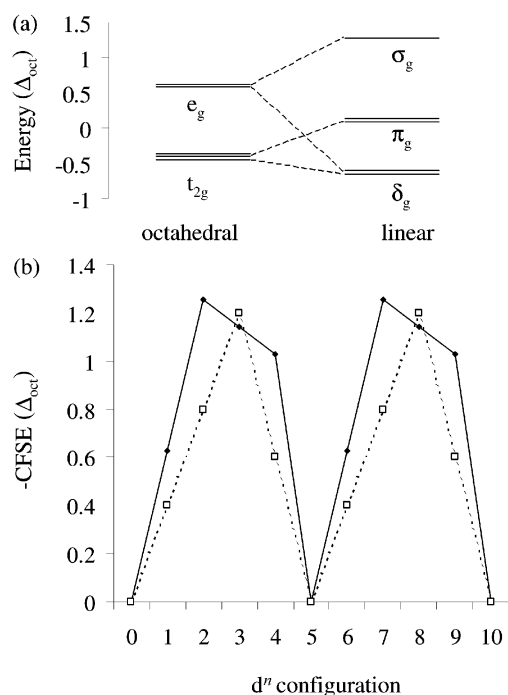 (a)
Energy (Δoct)
1.5
1
0.5
0
-0.5
-1
eg
t2g
σg
πg
δg
octahedral linear
(b)
-CFSE (Δoct)
1.4
1.2
1
0.8
0.6
0.4
0.2
0
0 1 2 3 4 5 6 7 8 9 10
dn configuration